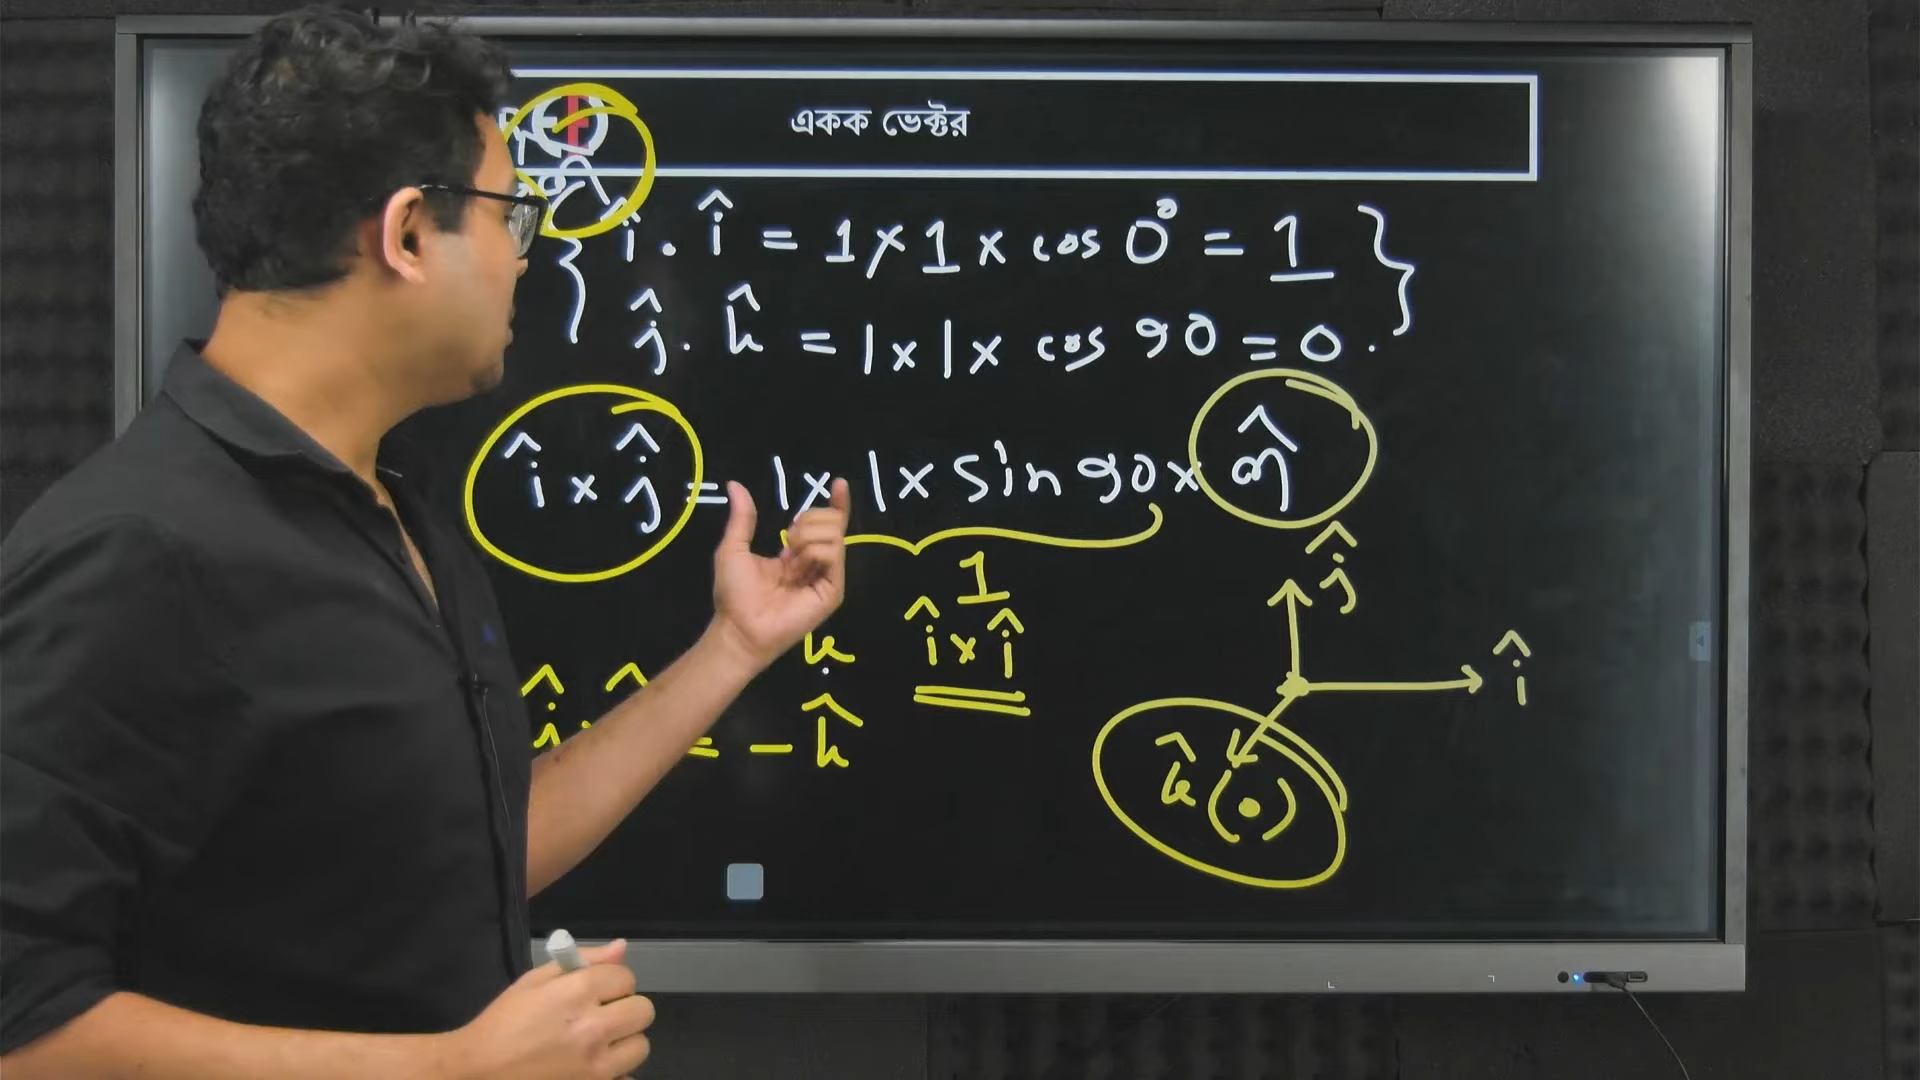 একক ভেক্টর
î . î = 1 × 1 × cos 0° = 1
ĵ . k̂ = 1 × 1 × cos 90 = 0 .
î × ĵ = 1 × 1 × sin 90 × η̂
1
k î × î
= - k̂
ĵ
î
k̂ (•)